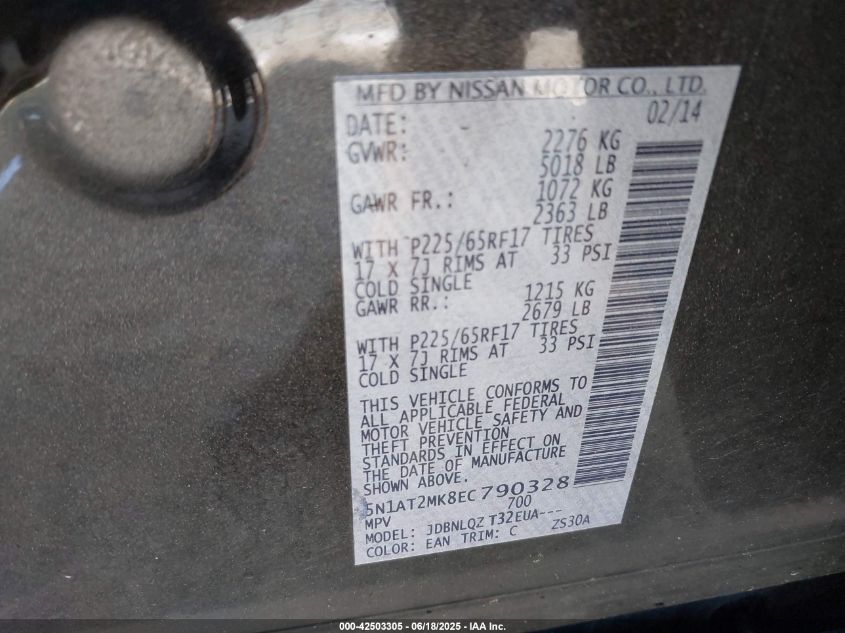 MFD BY NISSAN MOTOR CO., LTD.
DATE: 02/14
GVWR: 2276 KG
5018 LB
GAWR FR.: 1072 KG
2363 LB
WITH P225/65RF17 TIRES
17 X 7J RIMS AT 33 PSI
COLD SINGLE
GAWR RR.: 1215 KG
2679 LB
WITH P225/65RF17 TIRES
17 X 7J RIMS AT 33 PSI
COLD SINGLE
THIS VEHICLE CONFORMS TO
ALL APPLICABLE FEDERAL
MOTOR VEHICLE SAFETY AND
THEFT PREVENTION
STANDARDS IN EFFECT ON
THE DATE OF MANUFACTURE
SHOWN ABOVE.
5N1AT2MK8EC790328
MPV 700
MODEL: JDBNLQZ T32EUA---
COLOR: EAN TRIM: C ZS30A
000-42503305 - 06/18/2025 - IAA Inc.